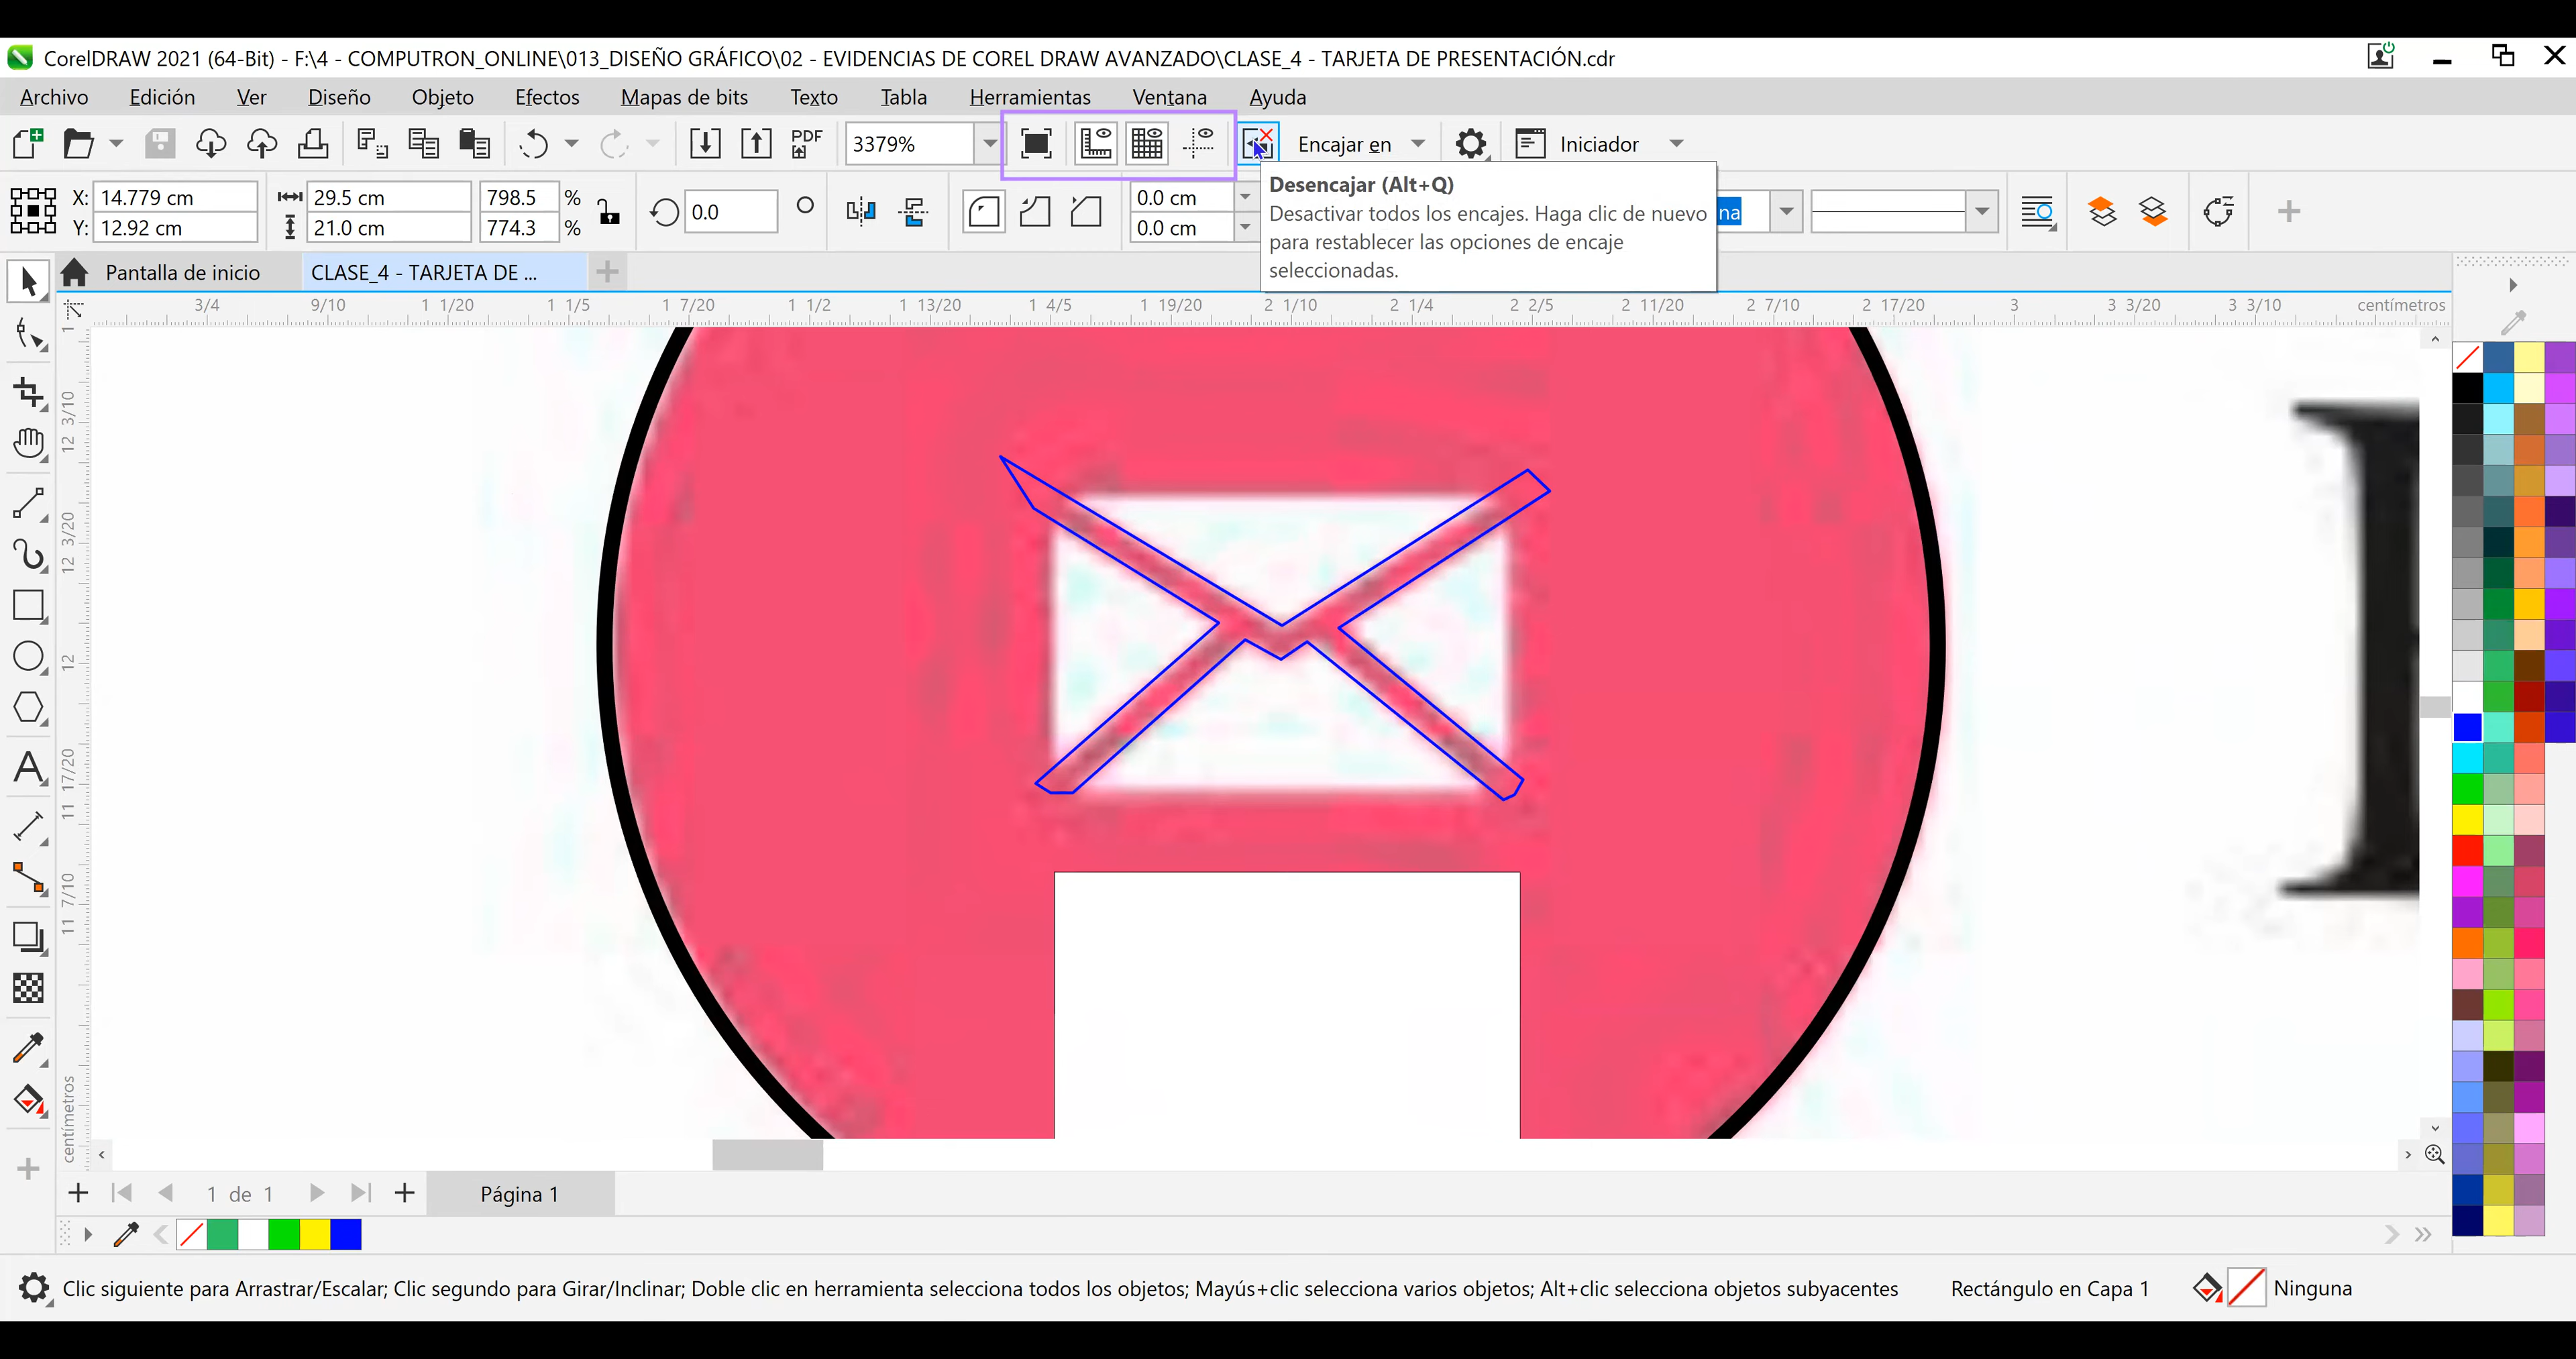 CorelDRAW 2021 (64-Bit) - F:\4 - COMPUTRON_ONLINE\013_DISEÑO GRÁFICO\02 - EVIDENCIAS DE COREL DRAW AVANZADO\CLASE_4 - TARJETA DE PRESENTACIÓN.cdr
Archivo Edición Ver Diseño Objeto Efectos Mapas de bits Texto Tabla Herramientas Ventana Ayuda
PDF 3379% Encajar en Iniciador
Desencajar (Alt+Q)
Desactivar todos los encajes. Haga clic de nuevo
para restablecer las opciones de encaje
seleccionadas.
X: 14.779 cm 29.5 cm 798.5 % 0.0 0.0 cm na
Y: 12.92 cm 21.0 cm 774.3 % 0.0 cm
Pantalla de inicio CLASE_4 - TARJETA DE ...
3/4 9/10 1 1/20 1 1/5 1 7/20 1 1/2 1 13/20 1 4/5 1 19/20 2 1/10 2 1/4 2 2/5 2 11/20 2 7/10 2 17/20 3 3 3/20 3 3/10 centímetros
12 3/10
12 3/20
12
11 17/20
11 7/10
centímetros
1 de 1 Página 1
Clic siguiente para Arrastrar/Escalar; Clic segundo para Girar/Inclinar; Doble clic en herramienta selecciona todos los objetos; Mayús+clic selecciona varios objetos; Alt+clic selecciona objetos subyacentes Rectángulo en Capa 1 Ninguna